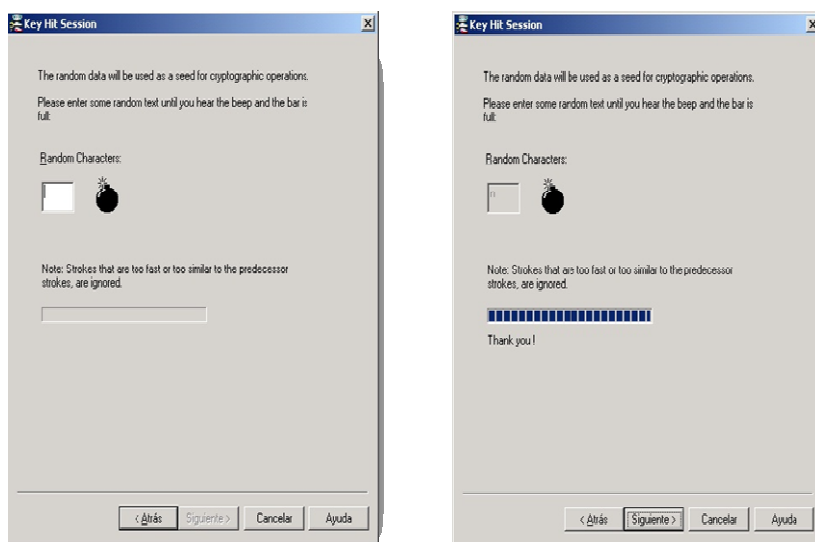 Key Hit Session
The random data will be used as a seed for cryptographic operations.
Please enter some random text until you hear the beep and the bar is
full:
Random Characters:
Note: Strokes that are too fast or too similar to the predecessor
strokes, are ignored.
< Atrás
Siguiente >
Cancelar
Ayuda
Key Hit Session
The random data will be used as a seed for cryptographic operations.
Please enter some random text until you hear the beep and the bar is
full:
Random Characters:
Note: Strokes that are too fast or too similar to the predecessor
strokes, are ignored.
Thank you !
< Atrás
Siguiente >
Cancelar
Ayuda